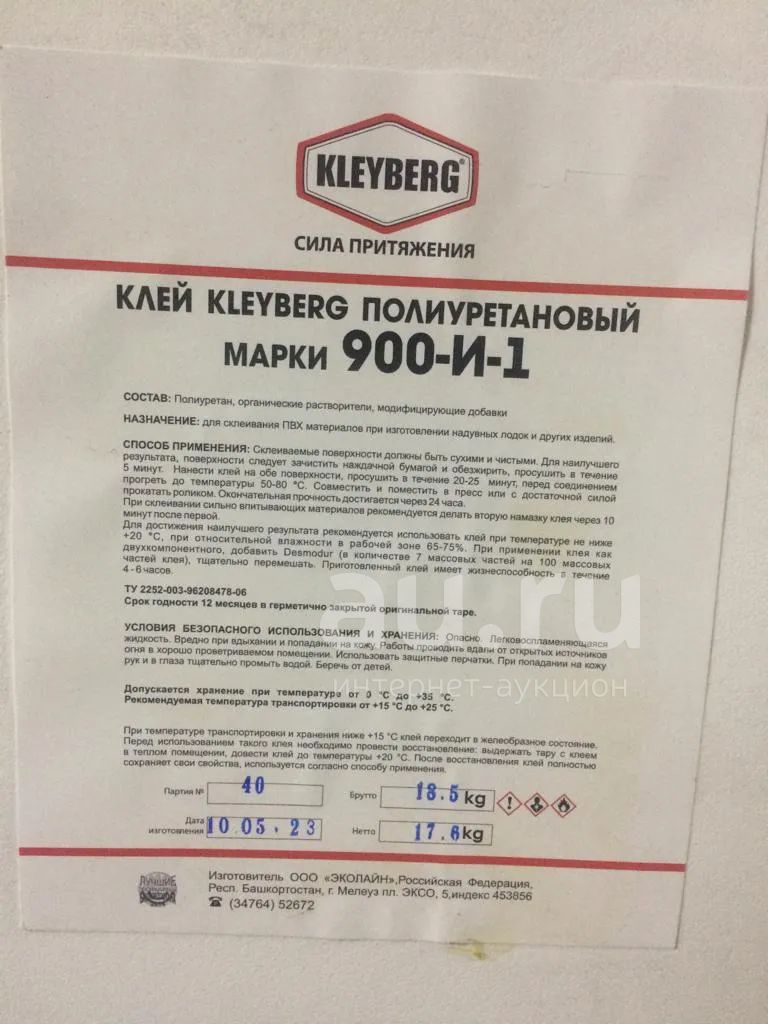 KLEYBERG®
СИЛА ПРИТЯЖЕНИЯ
КЛЕЙ KLEYBERG ПОЛИУРЕТАНОВЫЙ
МАРКИ 900-И-1
СОСТАВ: Полиуретан, органические растворители, модифицирующие добавки
НАЗНАЧЕНИЕ: для склеивания ПВХ материалов при изготовлении надувных лодок и других изделий.
СПОСОБ ПРИМЕНЕНИЯ: Склеиваемые поверхности должны быть сухими и чистыми. Для наилучшего
результата, поверхности следует зачистить наждачной бумагой и обезжирить, просушить в течение
5 минут. Нанести клей на обе поверхности, просушить в течение 20-25 минут, перед соединением
прогреть до температуры 50-80 °С. Совместить и поместить в пресс или с достаточной силой
прокатать роликом. Окончательная прочность достигается через 24 часа.
При склеивании сильно впитывающих материалов рекомендуется делать вторую намазку клея через 10
минут после первой.
Для достижения наилучшего результата рекомендуется использовать клей при температуре не ниже
+20 °С, при относительной влажности в рабочей зоне 65-75%. При применении клея как
двухкомпонентного, добавить Desmodur (в количестве 7 массовых частей на 100 массовых
частей клея), тщательно перемешать. Приготовленный клей имеет жизнеспособность в течение
4-6 часов.
ТУ 2252-003-96208478-06
Срок годности 12 месяцев в герметично закрытой оригинальной таре.
УСЛОВИЯ БЕЗОПАСНОГО ИСПОЛЬЗОВАНИЯ И ХРАНЕНИЯ: Опасно. Легковоспламеняющаяся
жидкость. Вредно при вдыхании и попадании на кожу. Работы проводить вдали от открытых источников
огня в хорошо проветриваемом помещении. Использовать защитные перчатки. При попадании на кожу
рук и в глаза тщательно промыть водой. Беречь от детей.
au.ru
интернет-аукцион
Допускается хранение при температуре от 0 °С до +35 °С.
Рекомендуемая температура транспортировки от +15 °С до +25 °С.
При температуре транспортировки и хранения ниже +15 °С клей переходит в желеобразное состояние.
Перед использованием такого клея необходимо провести восстановление: выдержать тару с клеем
в теплом помещении, довести клей до температуры +20 °С. После восстановления клей полностью
сохраняет свои свойства, используется согласно способу применения.
Партия № 40 Брутто 18.5 kg
Дата изготовления 10.05.23 Нетто 17.6 kg
Изготовитель ООО «ЭКОЛАЙН»,Российская Федерация,
Респ. Башкортостан, г. Мелеуз пл. ЭКСО, 5,индекс 453856
☎ (34764) 52672